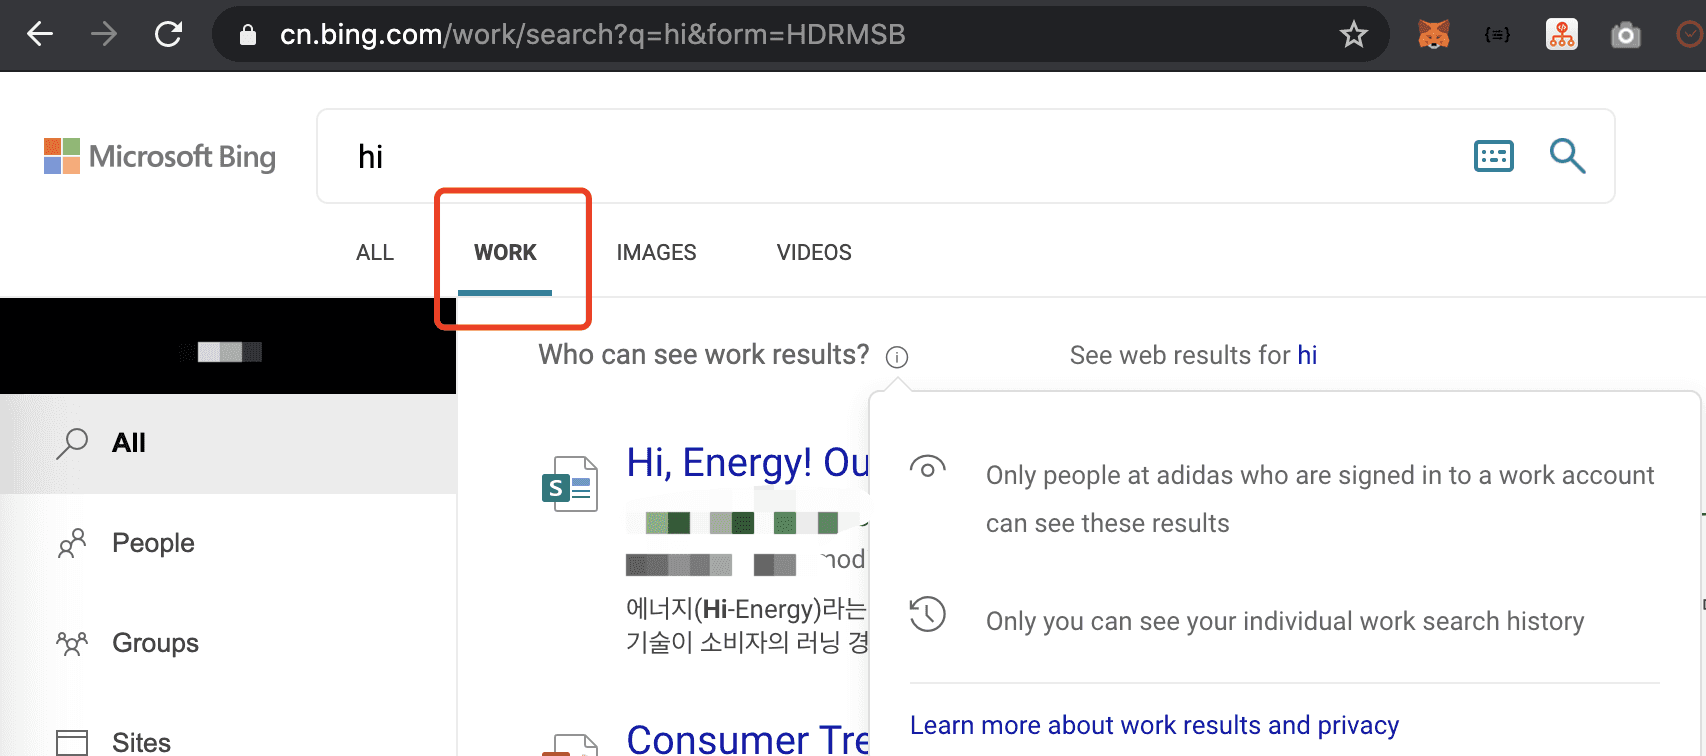 cn.bing.com/work/search?q=hi&form=HDRMSB
Microsoft Bing
hi
ALL WORK IMAGES VIDEOS
Who can see work results? See web results for hi
All
People
Groups
Sites
Hi, Energy! Ou
mod
에너지(Hi-Energy)라는
기술이 소비자의 러닝 경
Consumer Tre
Only people at adidas who are signed in to a work account
can see these results
Only you can see your individual work search history
Learn more about work results and privacy